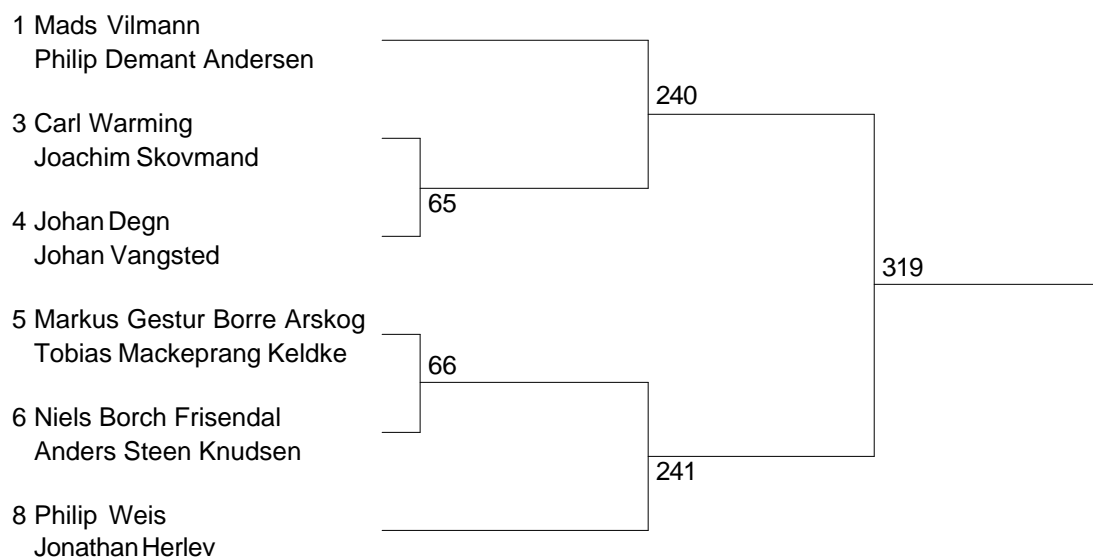 1 Mads Vilmann
Philip Demant Andersen
240
3 Carl Warming
Joachim Skovmand
65
4 Johan Degn
Johan Vangsted
319
5 Markus Gestur Borre Arskog
Tobias Mackeprang Keldke
66
6 Niels Borch Frisendal
Anders Steen Knudsen
241
8 Philip Weis
Jonathan Herlev